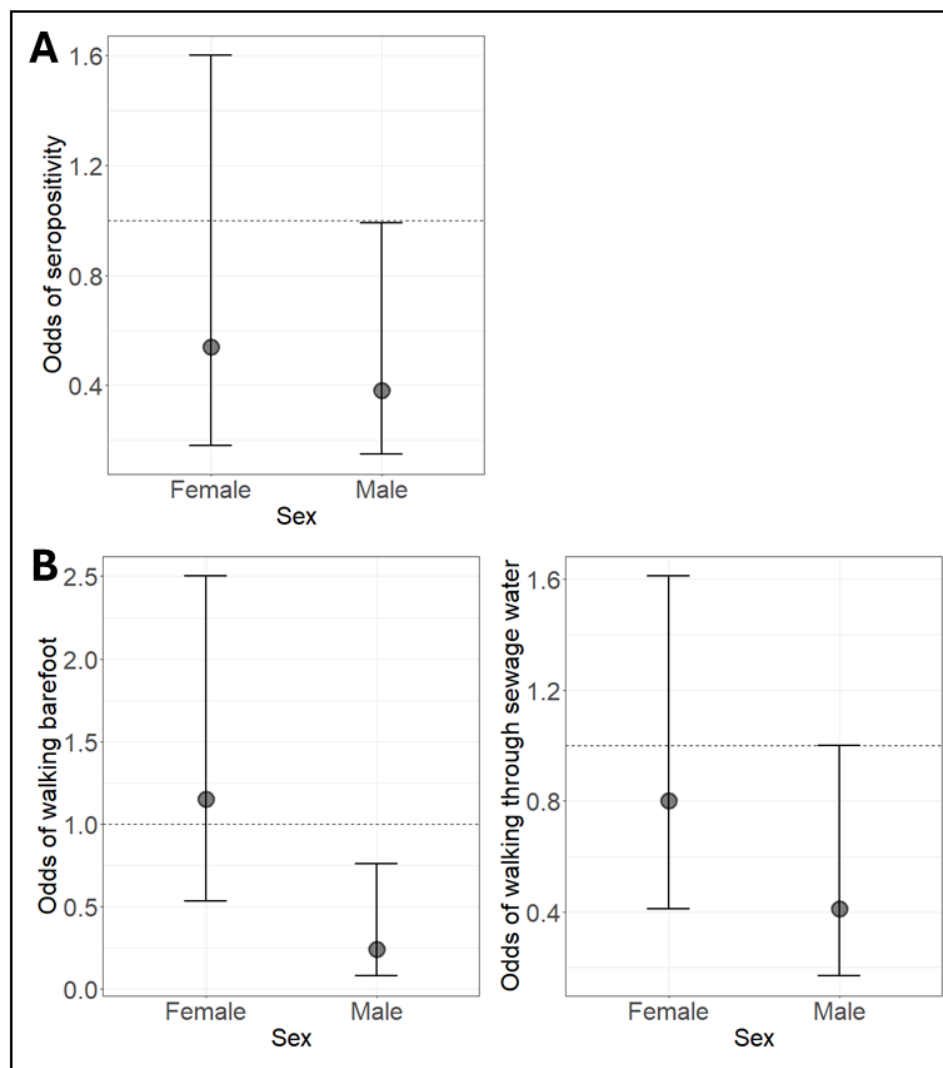 A
Odds of seropositivity
1.6
1.2
0.8
0.4
Female Male
Sex
B
Odds of walking barefoot
2.5
2.0
1.5
1.0
0.5
0.0
Female Male
Sex
Odds of walking through sewage water
1.6
1.2
0.8
0.4
Female Male
Sex